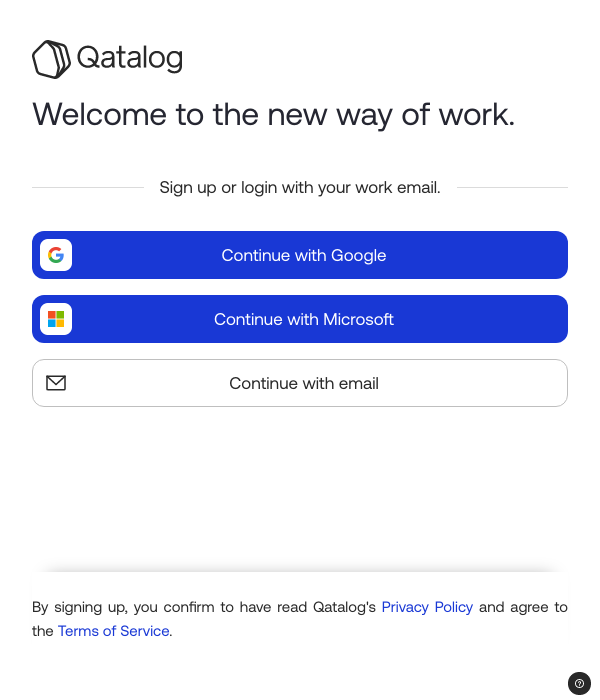 Qatalog
Welcome to the new way of work.
Sign up or login with your work email.
Continue with Google
Continue with Microsoft
Continue with email
By signing up, you confirm to have read Qatalog's Privacy Policy and agree to
the Terms of Service.